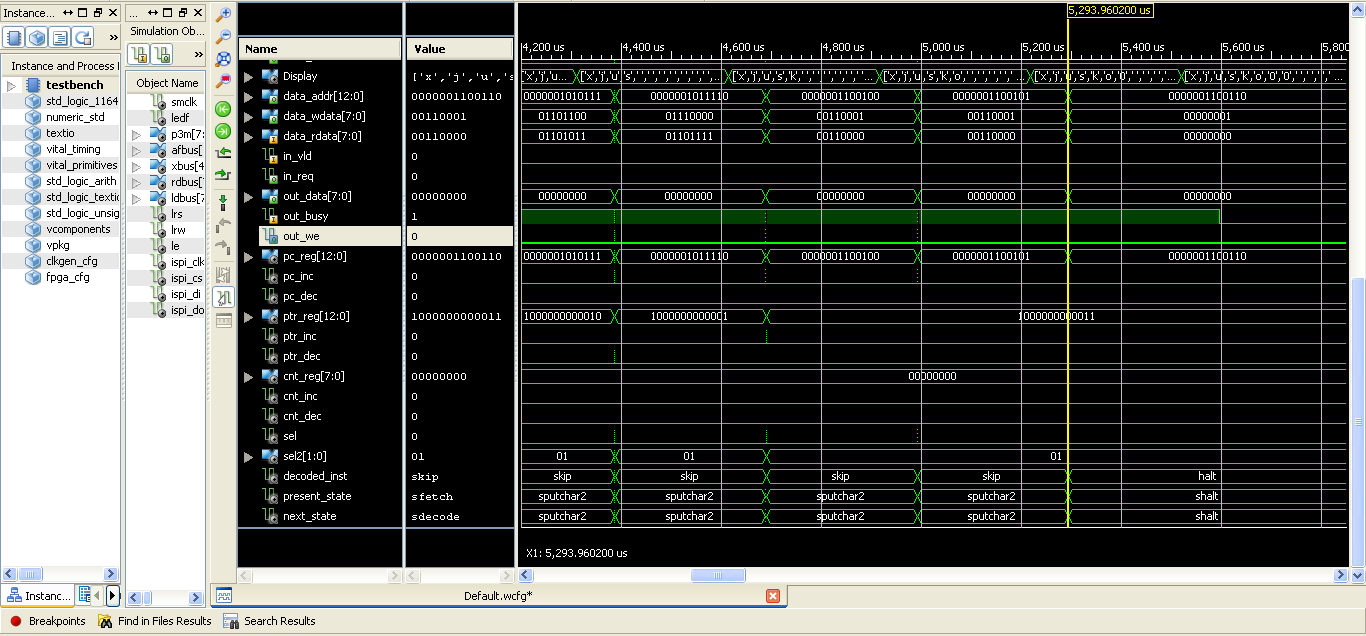 5,293.960200 us
Instance...
...
Simulation Ob...
»
»
Instance and Process
Object Name
testbench
std_logic_1164
numeric_std
textio
vital_timing
vital_primitives
std_logic_arith
std_logic_textio
std_logic_unsig
vcomponents
vpkg
clkgen_cfg
fpga_cfg
smclk
ledf
p3m[7:
afbus[
xbus[4
rdbus[
ldbus[7
lrs
lrw
le
ispi_clk
ispi_cs
ispi_di
ispi_do
Name Value
4,200 us 4,400 us 4,600 us 4,800 us 5,000 us 5,200 us 5,400 us 5,600 us 5,800
Display ['x','j','u','s
data_addr[12:0] 0000001100110 0000001010111 0000001011110 0000001100100 0000001100101 0000001100110
data_wdata[7:0] 00110001 01101100 01110000 00110001 00110001 00000001
data_rdata[7:0] 00110000 01101011 01101111 00110000 00110000 00000000
in_vld 0
in_req 0
out_data[7:0] 00000000 00000000 00000000 00000000 00000000 00000000
out_busy 1
out_we 0
pc_reg[12:0] 0000001100110 0000001010111 0000001011110 0000001100100 0000001100101 0000001100110
pc_inc 0
pc_dec 0
ptr_reg[12:0] 1000000000011 1000000000010 1000000000001 1000000000011
ptr_inc 0
ptr_dec 0
cnt_reg[7:0] 00000000 00000000
cnt_inc 0
cnt_dec 0
sel 0
sel2[1:0] 01 01 01 01
decoded_inst skip skip skip skip skip halt
present_state sfetch sputchar2 sputchar2 sputchar2 sputchar2 shalt
next_state sdecode sputchar2 sputchar2 sputchar2 sputchar2 shalt
X1: 5,293.960200 us
Instanc...
Default.wcfg*
Breakpoints Find in Files Results Search Results